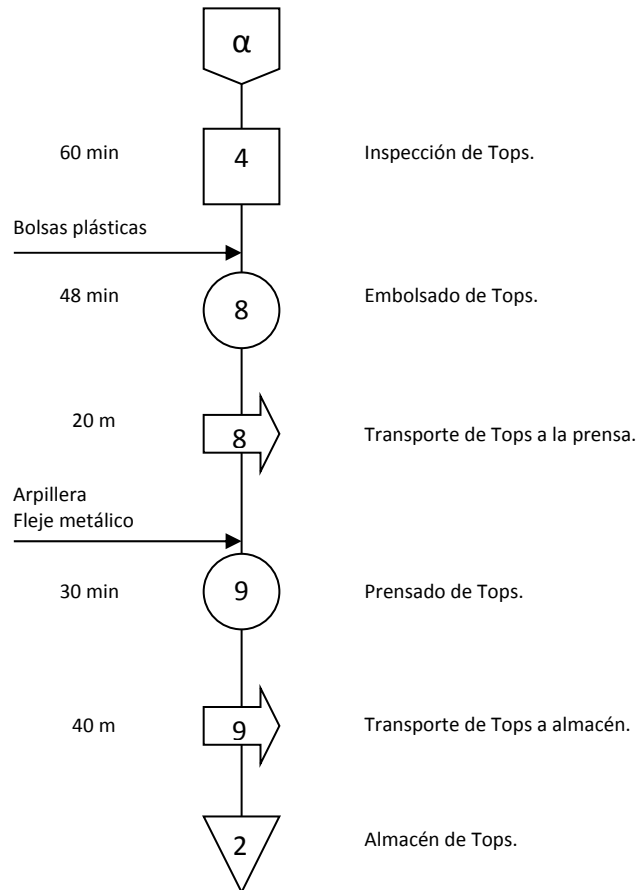 α
60 min
4
Inspección de Tops.
Bolsas plásticas
48 min
8
Embolsado de Tops.
20 m
8
Transporte de Tops a la prensa.
Arpillera
Fleje metálico
30 min
9
Prensado de Tops.
40 m
9
Transporte de Tops a almacén.
2
Almacén de Tops.